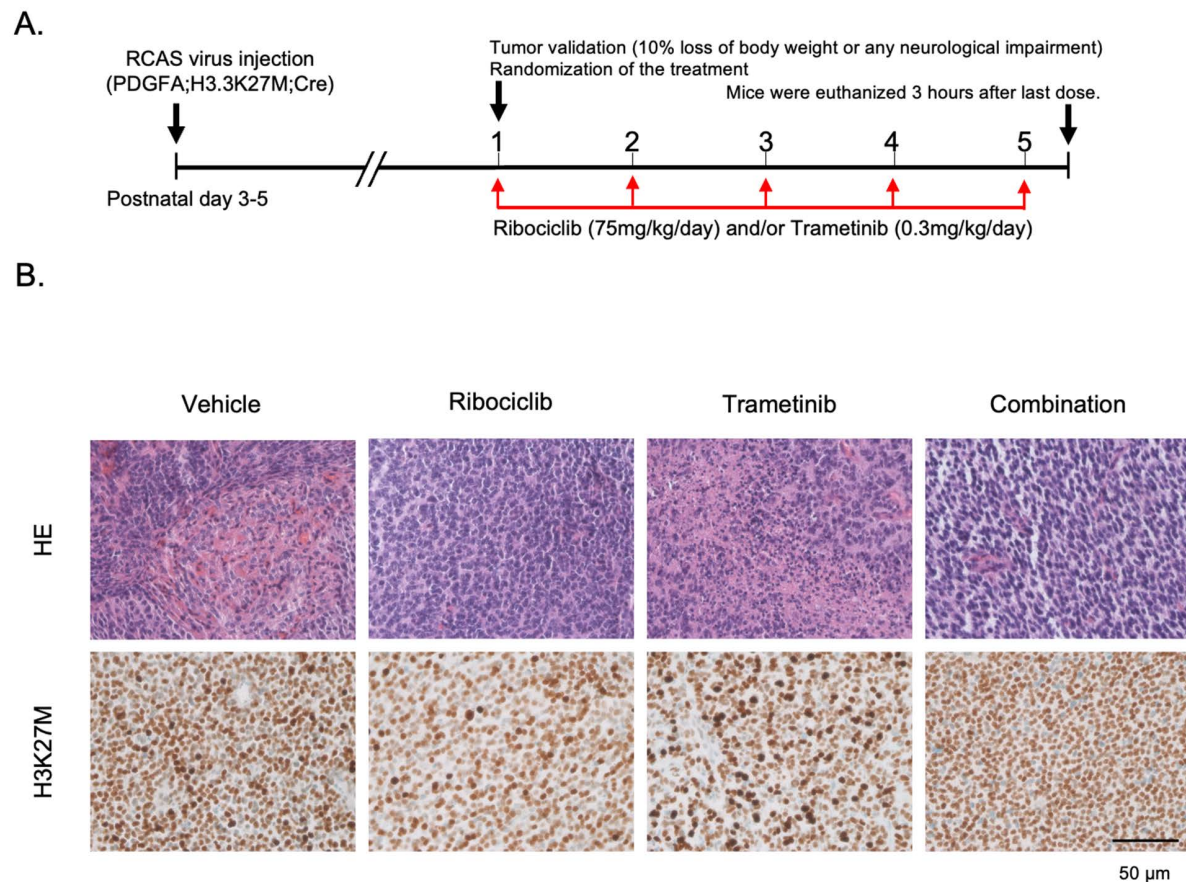 A.
RCAS virus injection
(PDGFA;H3.3K27M;Cre)
Tumor validation (10% loss of body weight or any neurological impairment)
Randomization of the treatment
Mice were euthanized 3 hours after last dose.
1 2 3 4 5
Postnatal day 3-5
Ribociclib (75mg/kg/day) and/or Trametinib (0.3mg/kg/day)
B.
Vehicle Ribociclib Trametinib Combination
HE
H3K27M
50 μm